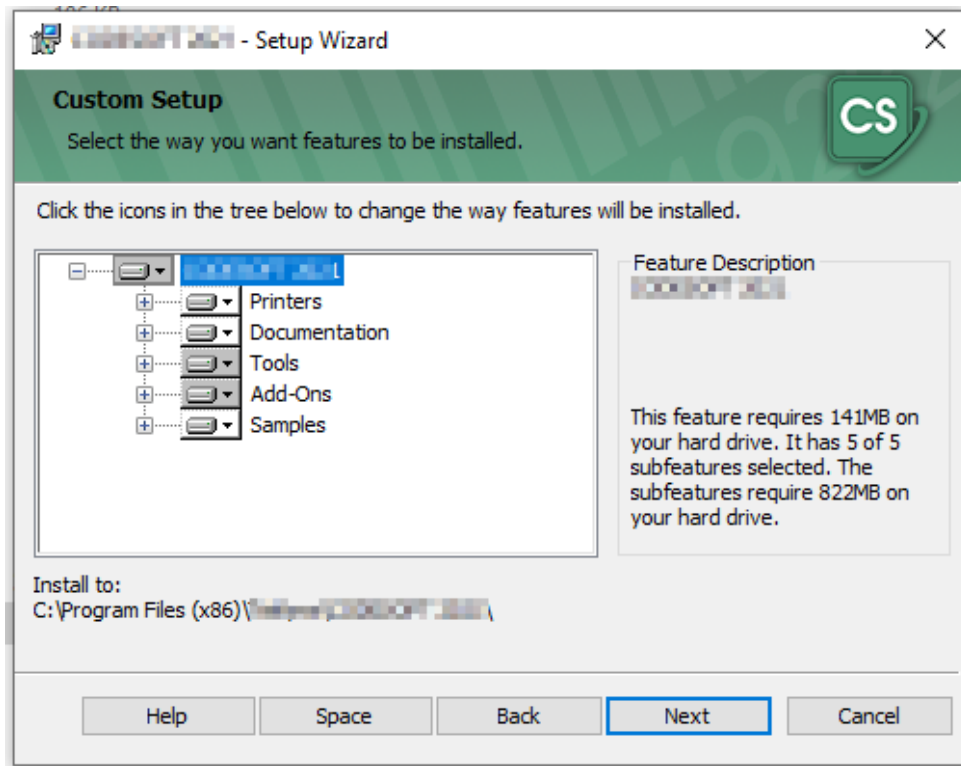 - Setup Wizard
Custom Setup
Select the way you want features to be installed.
CS
Click the icons in the tree below to change the way features will be installed.
Printers
Documentation
Tools
Add-Ons
Samples
Feature Description
This feature requires 141MB on
your hard drive. It has 5 of 5
subfeatures selected. The
subfeatures require 822MB on
your hard drive.
Install to:
C:\Program Files (x86)\
Help
Space
Back
Next
Cancel